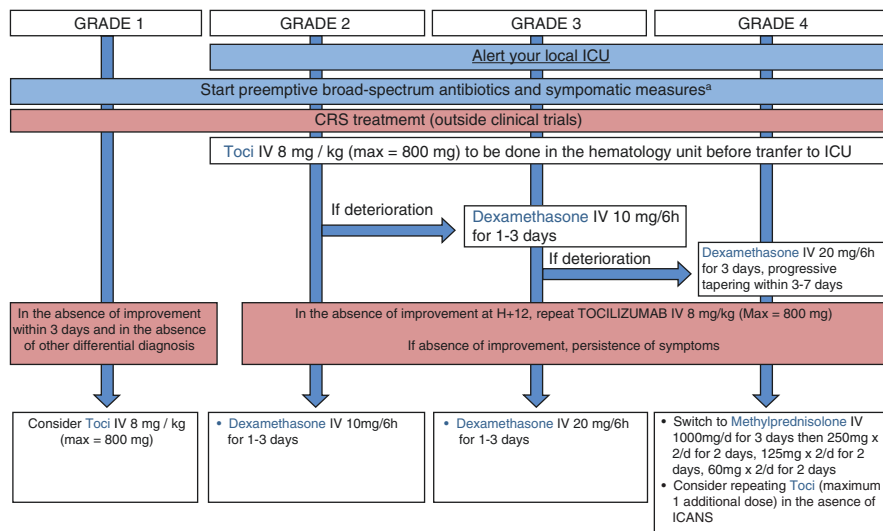 GRADE 1
GRADE 2
GRADE 3
GRADE 4
Alert your local ICU
Start preemptive broad-spectrum antibiotics and sympomatic measuresª
CRS treatment (outside clinical trials)
Toci IV 8 mg / kg (max = 800 mg) to be done in the hematology unit before tranfer to ICU
If deterioration
Dexamethasone IV 10 mg/6h
for 1-3 days
If deterioration
Dexamethasone IV 20 mg/6h
for 3 days, progressive
tapering within 3-7 days
In the absence of improvement
within 3 days and in the absence
of other differential diagnosis
In the absence of improvement at H+12, repeat TOCILIZUMAB IV 8 mg/kg (Max = 800 mg)
If absence of improvement, persistence of symptoms
Consider Toci IV 8 mg / kg
(max = 800 mg)
• Dexamethasone IV 10mg/6h
for 1-3 days
• Dexamethasone IV 20 mg/6h
for 1-3 days
• Switch to Methylprednisolone IV
1000mg/d for 3 days then 250mg x
2/d for 2 days, 125mg x 2/d for 2
days, 60mg x 2/d for 2 days
• Consider repeating Toci (maximum
1 additional dose) in the asence of
ICANS